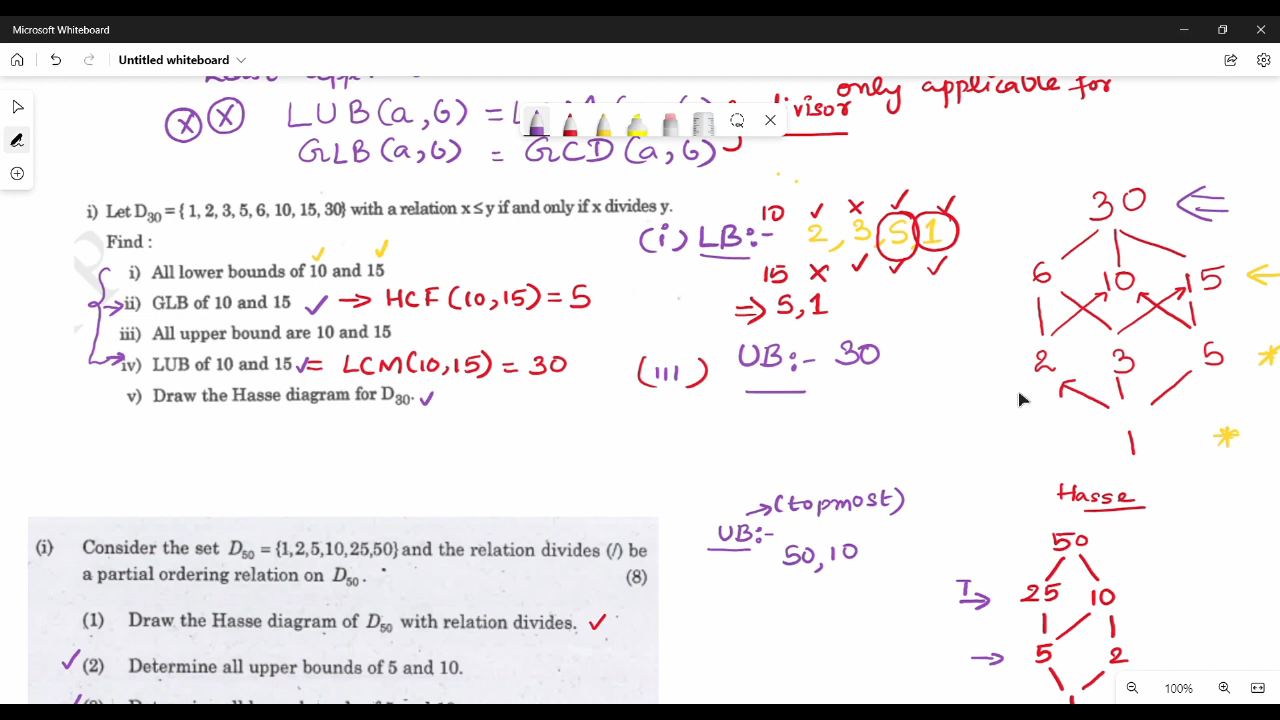 Microsoft Whiteboard
Untitled whiteboard
only applicable for
LUB(a,b) = divisor
GLB(a,b) = GCD(a,b)
i) Let D30 = { 1, 2, 3, 5, 6, 10, 15, 30} with a relation x ≤ y if and only if x divides y.
Find :
i) All lower bounds of 10 and 15
ii) GLB of 10 and 15 ✓ → HCF(10,15) = 5
iii) All upper bound are 10 and 15
iv) LUB of 10 and 15 ✓ = LCM(10,15) = 30
v) Draw the Hasse diagram for D30. ✓
10 ✓ × ✓ ✓
(i) LB:- 2, 3, 5, 1
15 × ✓ ✓ ✓
⇒ 5, 1
(iii) UB:- 30
30
6 10 15
2 3 5 *
1 *
Hasse
→(topmost)
UB:-
50, 10
50
T 25 10
5 2
(i) Consider the set D50 = {1,2,5,10,25,50} and the relation divides (/) be
a partial ordering relation on D50. (8)
(1) Draw the Hasse diagram of D50 with relation divides. ✓
✓ (2) Determine all upper bounds of 5 and 10.
100%